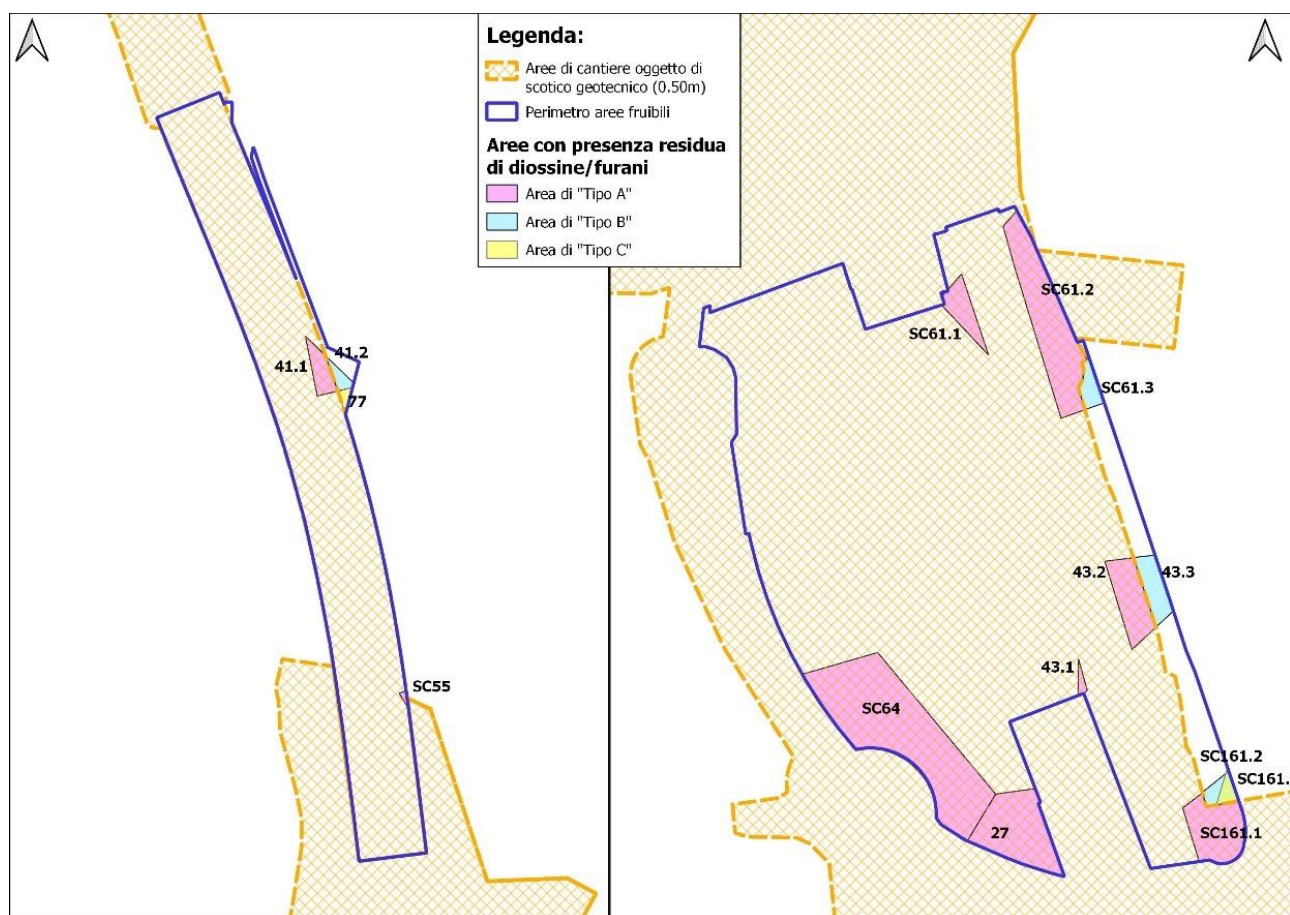 Legenda:
Aree di cantiere oggetto di
scotico geotecnico (0.50m)
Perimetro aree fruibili
Aree con presenza residua
di diossine/furani
Area di "Tipo A"
Area di "Tipo B"
Area di "Tipo C"
41.2
41.1
77
SC55
SC61.2
SC61.1
SC61.3
43.2
43.3
43.1
SC64
SC161.2
SC161.
27
SC161.1